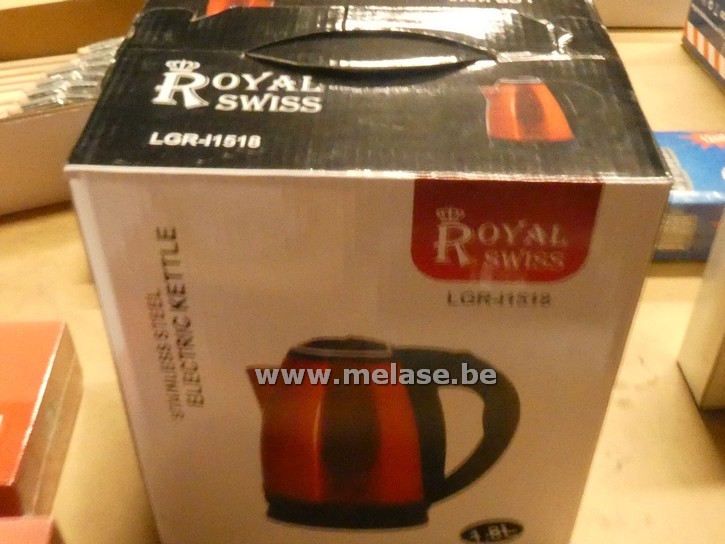 ROYAL
SWISS
LGR-I1518
ROYAL
SWISS
LGR-I1518
STAINLESS STEEL
ELECTRIC KETTLE
www.melase.be
1.8L